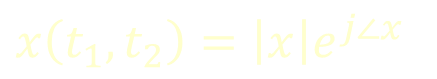 x(t₁, t₂) = |x|e^{j∠x}